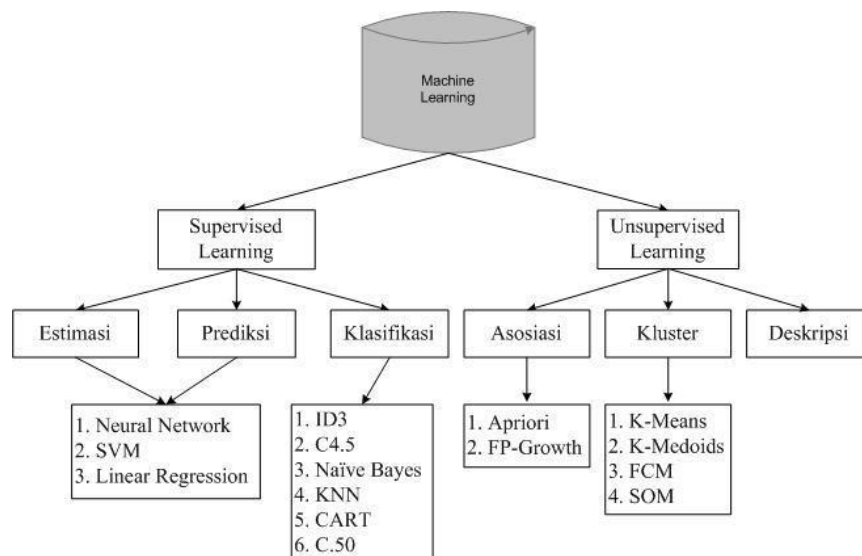 Machine
Learning
Supervised
Learning
Unsupervised
Learning
Estimasi
Prediksi
Klasifikasi
Asosiasi
Kluster
Deskripsi
1. Neural Network
2. SVM
3. Linear Regression
1. ID3
2. C4.5
3. Naïve Bayes
4. KNN
5. CART
6. C.50
1. Apriori
2. FP-Growth
1. K-Means
2. K-Medoids
3. FCM
4. SOM